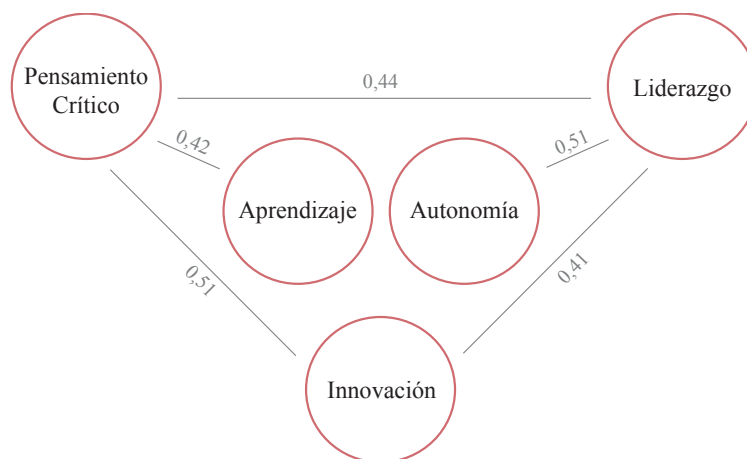 Pensamiento
Crítico
0,44
Liderazgo
0,42
0,51
Aprendizaje
Autonomía
0,51
0,41
Innovación